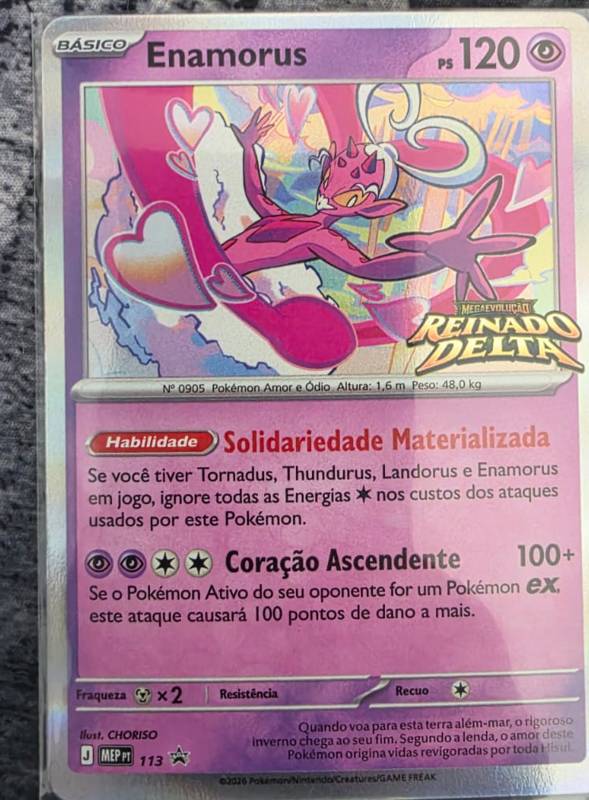 BÁSICO Enamorus PS 120
MEGAEVOLUÇÃO
REINADO
DELTA
Nº 0905 Pokémon Amor e Ódio Altura: 1,6 m Peso: 48,0 kg
Habilidade Solidariedade Materializada
Se você tiver Tornadus, Thundurus, Landorus e Enamorus
em jogo, ignore todas as Energias nos custos dos ataques
usados por este Pokémon.
Coração Ascendente 100+
Se o Pokémon Ativo do seu oponente for um Pokémon ex,
este ataque causará 100 pontos de dano a mais.
Fraqueza ×2 Resistência Recuo
Ilust. CHORISO
J MEP PT 113
Quando voa para esta terra além-mar, o rigoroso
inverno chega ao seu fim. Segundo a lenda, o amor deste
Pokémon origina vidas revigoradas por toda Hisui.
©2026 Pokémon/Nintendo/Creatures/GAME FREAK